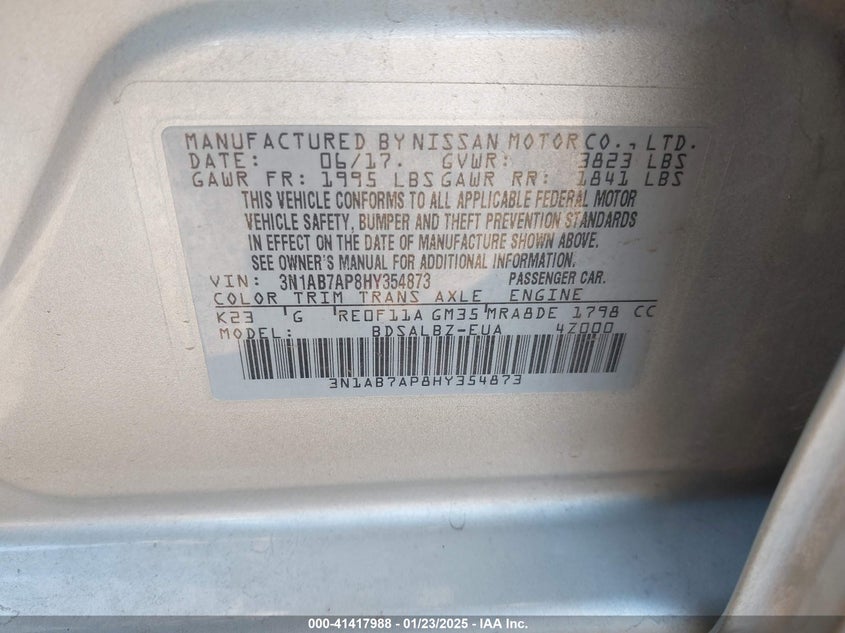 MANUFACTURED BY NISSAN MOTOR CO., LTD.
DATE: 06/17. GVWR: 3823 LBS
GAWR FR: 1995 LBS GAWR RR: 1841 LBS
THIS VEHICLE CONFORMS TO ALL APPLICABLE FEDERAL MOTOR
VEHICLE SAFETY, BUMPER AND THEFT PREVENTION STANDARDS
IN EFFECT ON THE DATE OF MANUFACTURE SHOWN ABOVE.
SEE OWNER'S MANUAL FOR ADDITIONAL INFORMATION.
VIN: 3N1AB7AP8HY354873 PASSENGER CAR.
COLOR TRIM TRANS AXLE ENGINE
K23 G RE0F11A GM35 MRA8DE 1798 CC
MODEL: BDSALBZ-EUA 4Z000
3N1AB7AP8HY354873
000-41417988 - 01/23/2025 - IAA Inc.